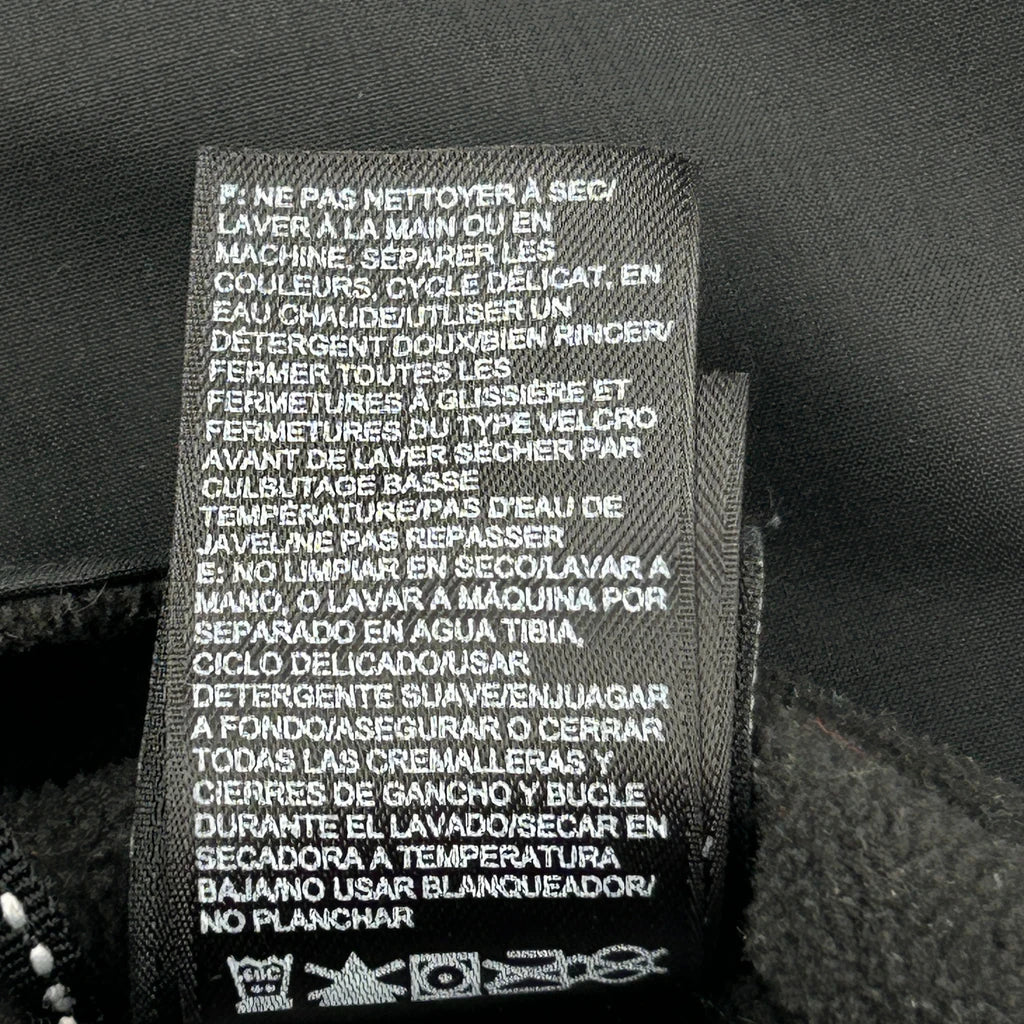 F: NE PAS NETTOYER À SEC/
LAVER À LA MAIN OU EN
MACHINE, SÉPARER LES
COULEURS, CYCLE DÉLICAT, EN
EAU CHAUDE/UTLISER UN
DÉTERGENT DOUX/BIEN RINCER/
FERMER TOUTES LES
FERMETURES À GLISSIÈRE ET
FERMETURES DU TYPE VELCRO
AVANT DE LAVER SÉCHER PAR
CULBUTAGE BASSE
TEMPÉRATURE/PAS D'EAU DE
JAVEL/NE PAS REPASSER
E: NO LIMPIAR EN SECO/LAVAR A
MANO, O LAVAR A MÁQUINA POR
SEPARADO EN AGUA TIBIA,
CICLO DELICADO/USAR
DETERGENTE SUAVE/ENJUAGAR
A FONDO/ASEGURAR O CERRAR
TODAS LAS CREMALLERAS Y
CIERRES DE GANCHO Y BUCLE
DURANTE EL LAVADO/SECAR EN
SECADORA A TEMPERATURA
BAJA/NO USAR BLANQUEADOR/
NO PLANCHAR